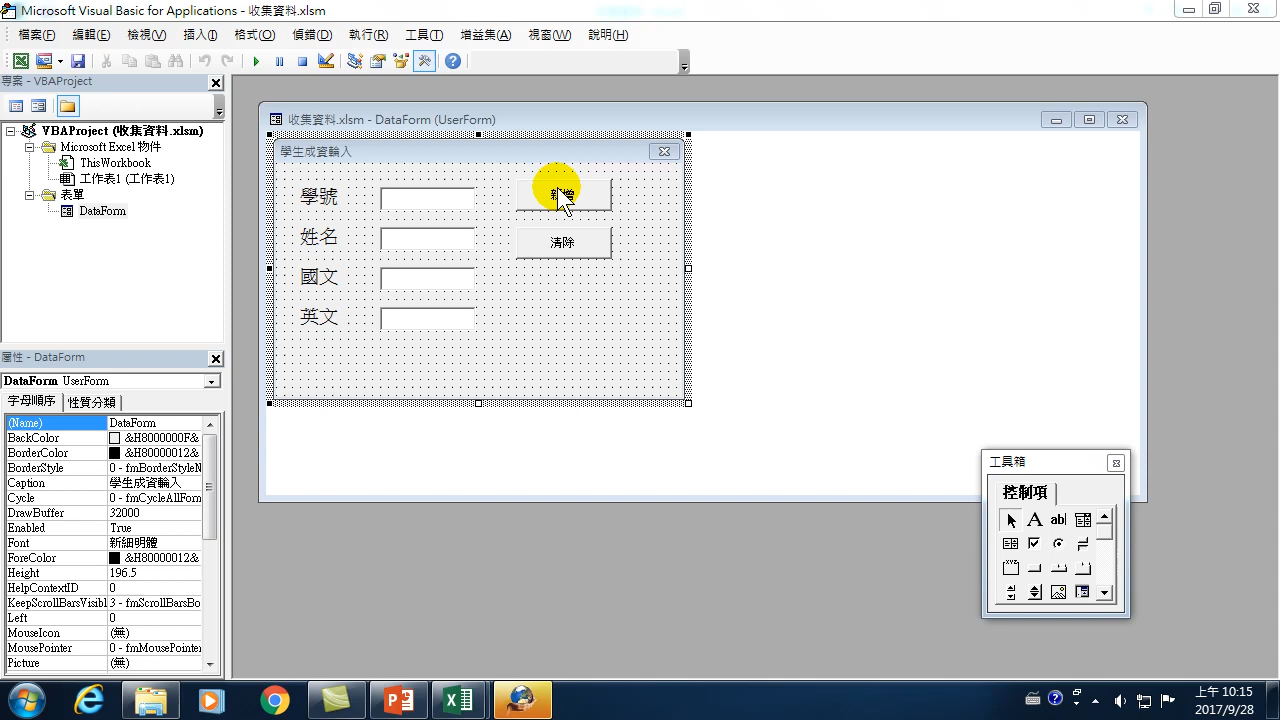 Microsoft Visual Basic for Applications - 收集資料.xlsm
檔案(F) 編輯(E) 檢視(V) 插入(I) 格式(O) 偵錯(D) 執行(R) 工具(T) 增益集(A) 視窗(W) 說明(H)
專案 - VBAProject
VBAProject (收集資料.xlsm)
Microsoft Excel 物件
ThisWorkbook
工作表1 (工作表1)
表單
DataForm
收集資料.xlsm - DataForm (UserForm)
學生成資輸入
學號
新增
姓名
清除
國文
英文
屬性 - DataForm
DataForm UserForm
字母順序 性質分類
(Name) DataForm
BackColor &H8000000F&
BorderColor &H80000012&
BorderStyle 0 - fmBorderStyleN
Caption 學生成資輸入
Cycle 0 - fmCycleAllForm
DrawBuffer 32000
Enabled True
Font 新細明體
ForeColor &H80000012&
Height 196.5
HelpContextID 0
KeepScrollBarsVisibl 3 - fmScrollBarsBo
Left 0
MouseIcon (無)
MousePointer 0 - fmMousePointer
Picture (無)
工具箱
控制項
A ab|
上午 10:15
2017/9/28